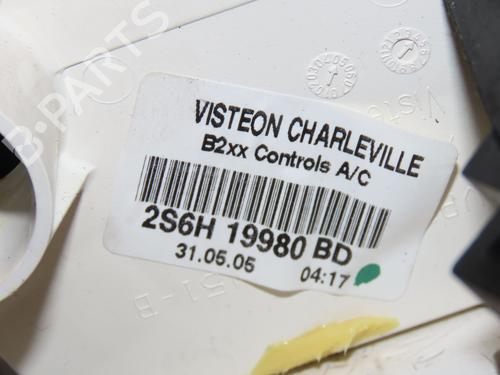 B-PARTS
VISTEON CHARLEVILLE
B2xx Controls A/C
2S6H 19980 BD
31.05.05 04:17